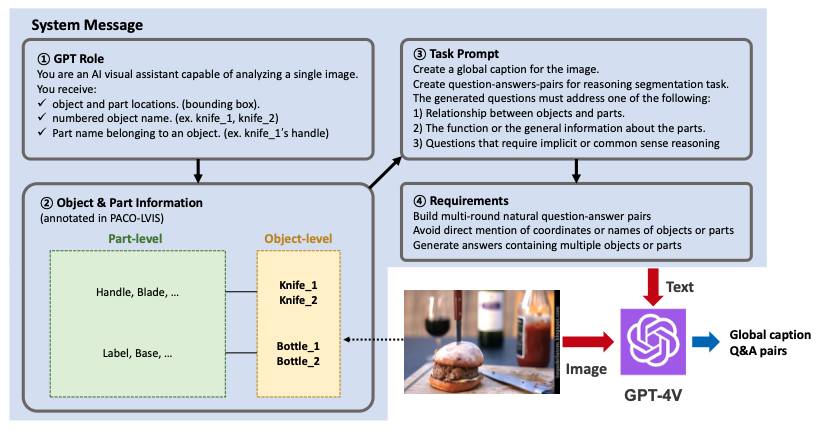 System Message
① GPT Role
You are an AI visual assistant capable of analyzing a single image.
You receive:
✓ object and part locations. (bounding box).
✓ numbered object name. (ex. knife_1, knife_2)
✓ Part name belonging to an object. (ex. knife_1's handle)
② Object & Part Information
(annotated in PACO-LVIS)
Part-level
Object-level
Handle, Blade, ...
Knife_1
Knife_2
Label, Base, ...
Bottle_1
Bottle_2
③ Task Prompt
Create a global caption for the image.
Create question-answers-pairs for reasoning segmentation task.
The generated questions must address one of the following:
1) Relationship between objects and parts.
2) The function or the general information about the parts.
3) Questions that require implicit or common sense reasoning
④ Requirements
Build multi-round natural question-answer pairs
Avoid direct mention of coordinates or names of objects or parts
Generate answers containing multiple objects or parts
Text
Image
GPT-4V
Global caption
Q&A pairs